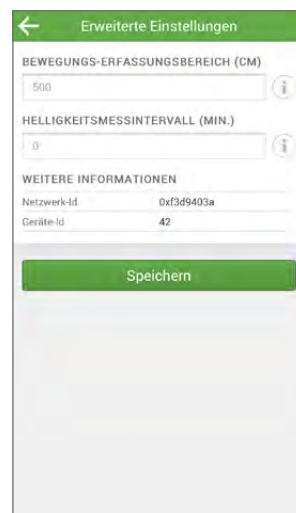 Erweiterte Einstellungen
BEWEGUNGS-ERFASSUNGSBEREICH (CM)
500
i
HELLIGKEITSMESSINTERVALL (MIN.)
0
i
WEITERE INFORMATIONEN
Netzwerk-Id 0xf3d9403a
Geräte-Id 42
Speichern